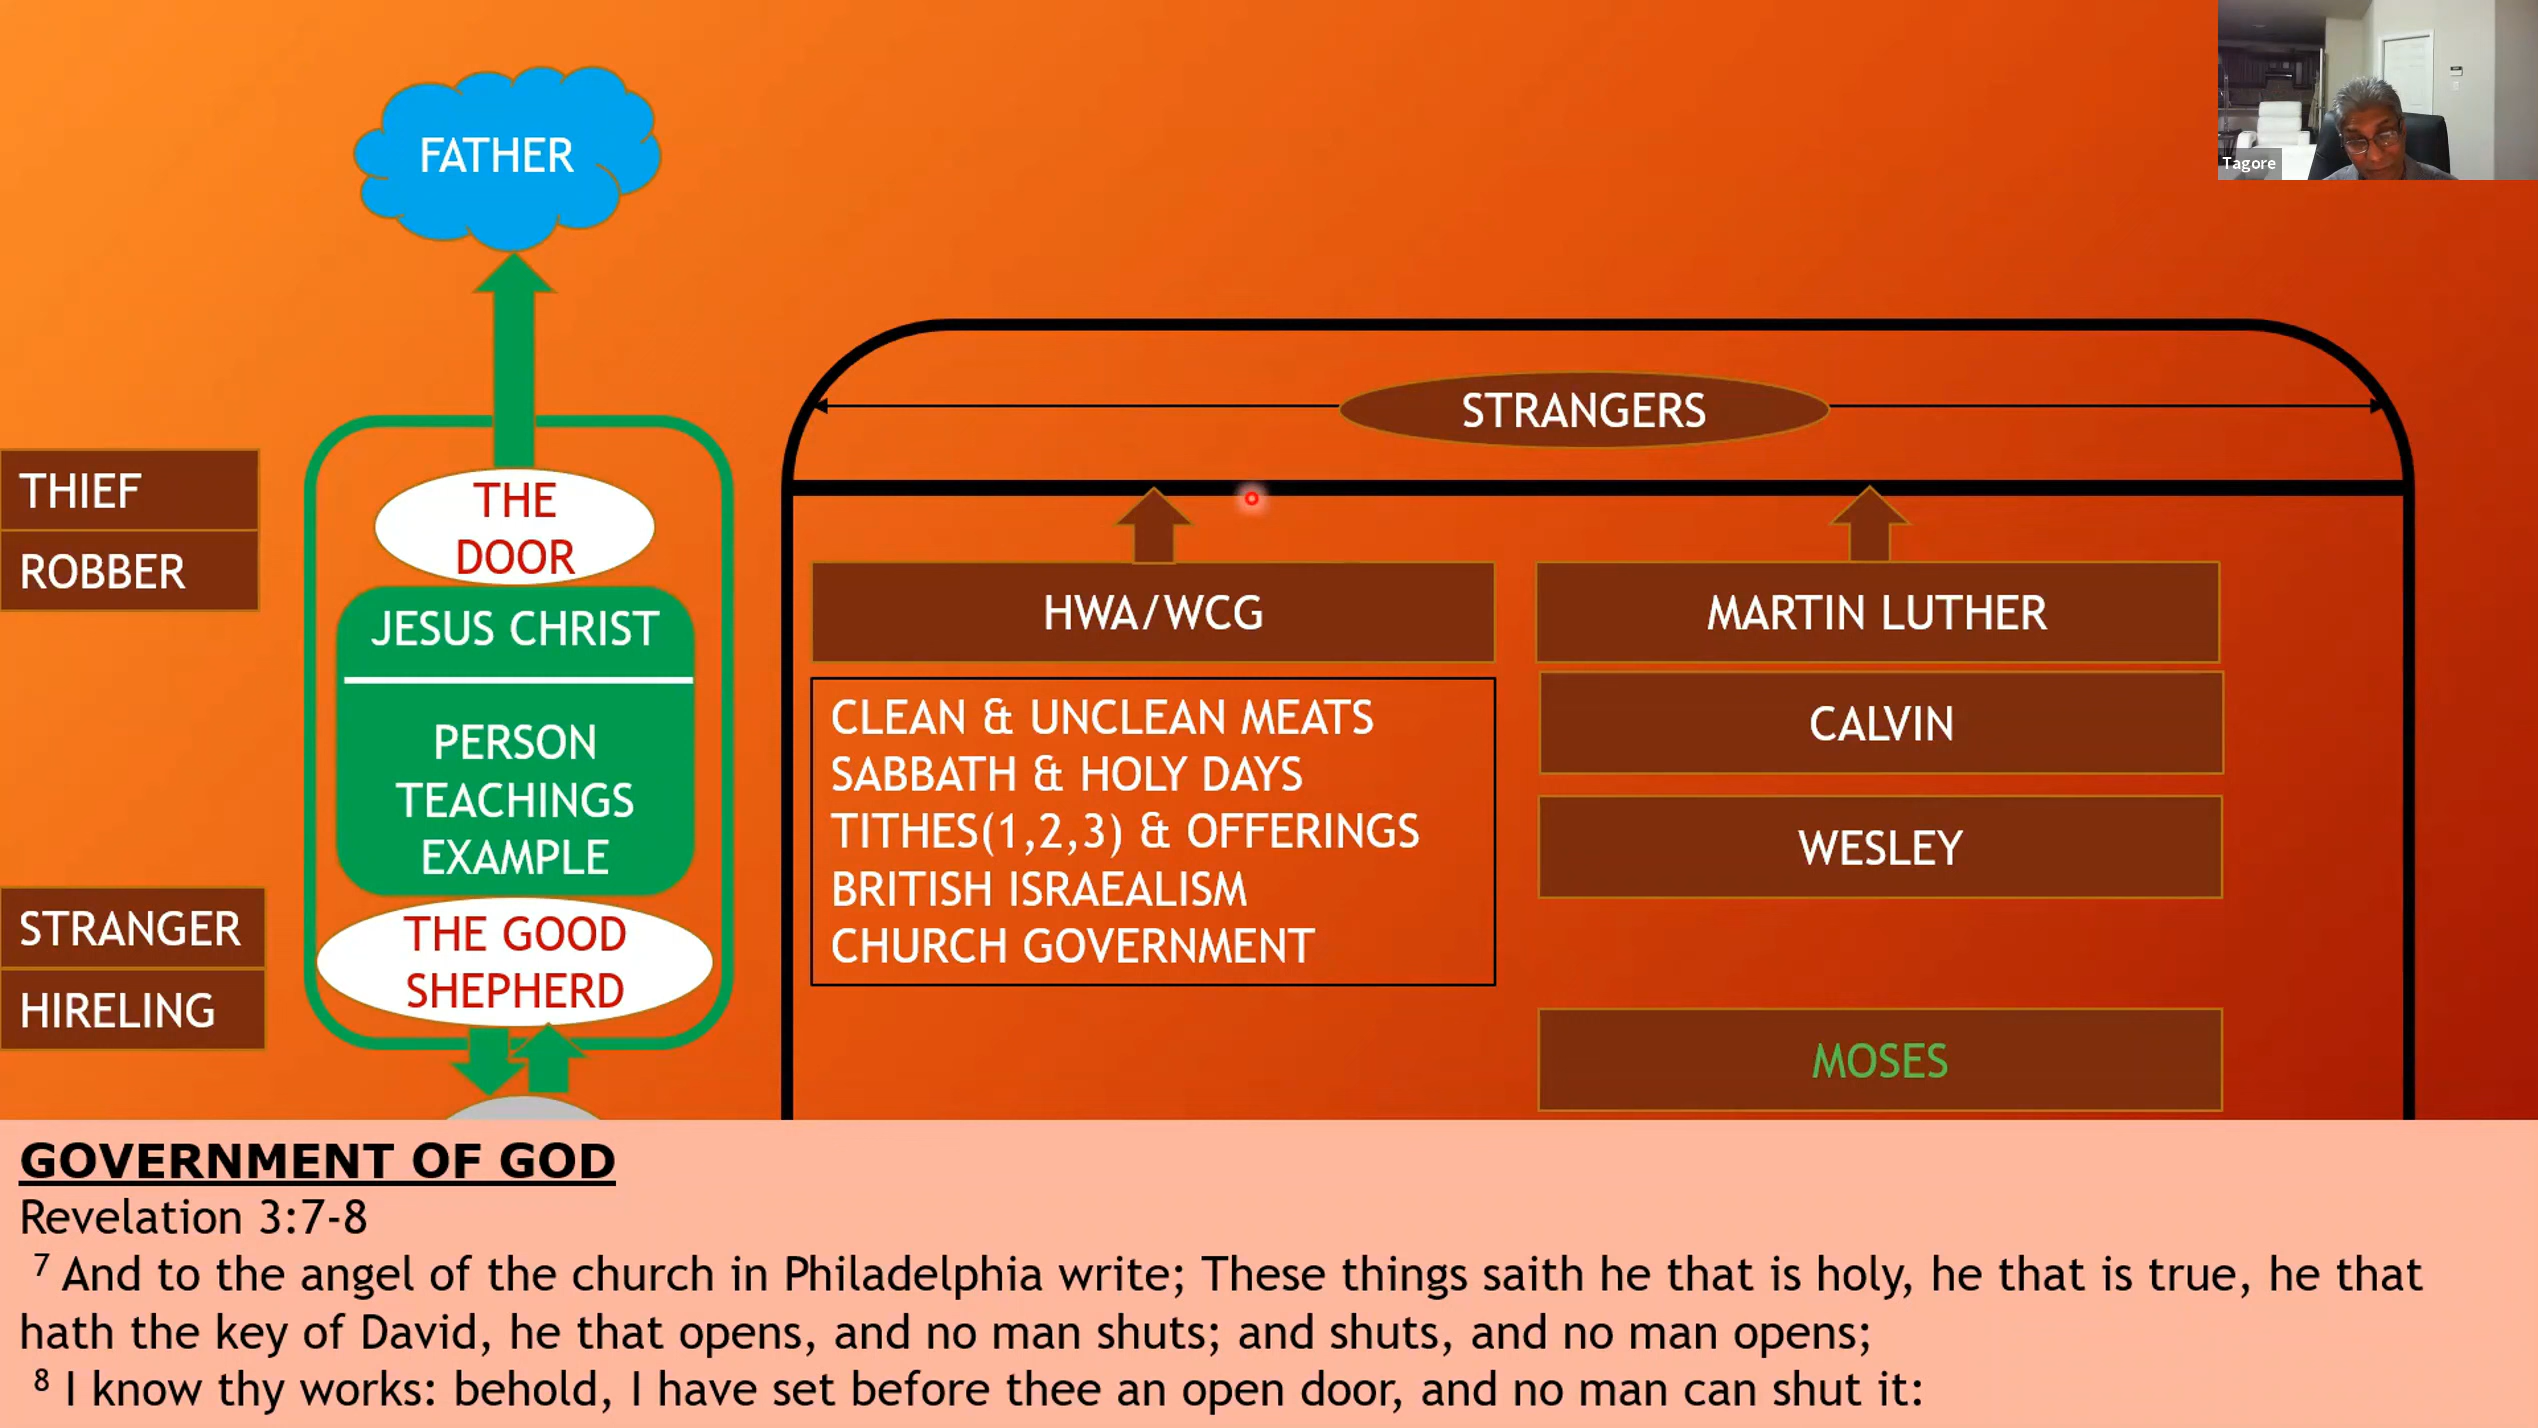 FATHER
Tagore
STRANGERS
THIEF
ROBBER
THE
DOOR
JESUS CHRIST
PERSON
TEACHINGS
EXAMPLE
THE GOOD
SHEPHERD
STRANGER
HIRELING
HWA/WCG
CLEAN & UNCLEAN MEATS
SABBATH & HOLY DAYS
TITHES(1,2,3) & OFFERINGS
BRITISH ISRAEALISM
CHURCH GOVERNMENT
MARTIN LUTHER
CALVIN
WESLEY
MOSES
GOVERNMENT OF GOD
Revelation 3:7-8
7 And to the angel of the church in Philadelphia write; These things saith he that is holy, he that is true, he that
hath the key of David, he that opens, and no man shuts; and shuts, and no man opens;
8 I know thy works: behold, I have set before thee an open door, and no man can shut it: